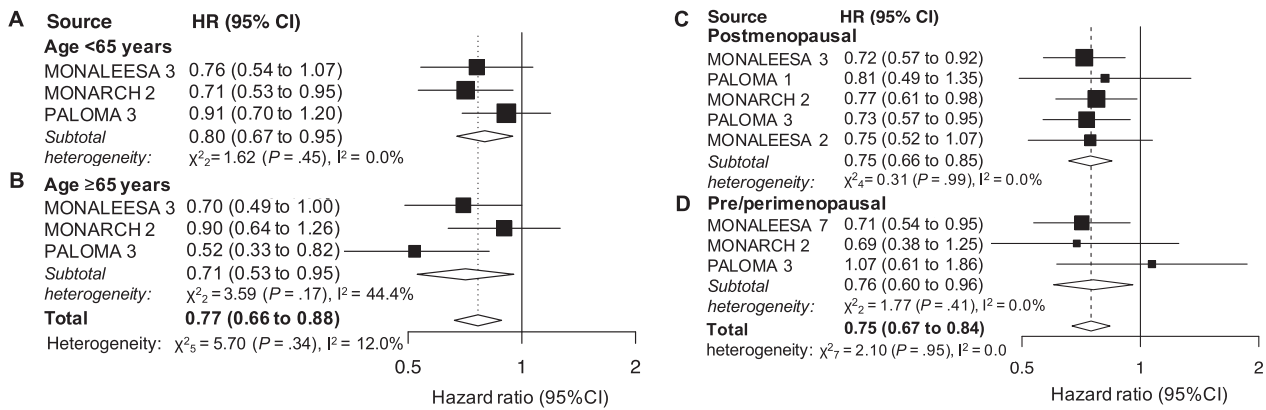 A
Source HR (95% CI)
Age <65 years
MONALEESA 3 0.76 (0.54 to 1.07)
MONARCH 2 0.71 (0.53 to 0.95)
PALOMA 3 0.91 (0.70 to 1.20)
Subtotal 0.80 (0.67 to 0.95)
heterogeneity: χ²₂=1.62 (P = .45), I² = 0.0%
B
Age ≥65 years
MONALEESA 3 0.70 (0.49 to 1.00)
MONARCH 2 0.90 (0.64 to 1.26)
PALOMA 3 0.52 (0.33 to 0.82)
Subtotal 0.71 (0.53 to 0.95)
heterogeneity: χ²₂=3.59 (P = .17), I² = 44.4%
Total 0.77 (0.66 to 0.88)
Heterogeneity: χ²₅=5.70 (P = .34), I² = 12.0%
0.5 1 2
Hazard ratio (95%CI)
C
Source HR (95% CI)
Postmenopausal
MONALEESA 3 0.72 (0.57 to 0.92)
PALOMA 1 0.81 (0.49 to 1.35)
MONARCH 2 0.77 (0.61 to 0.98)
PALOMA 3 0.73 (0.57 to 0.95)
MONALEESA 2 0.75 (0.52 to 1.07)
Subtotal 0.75 (0.66 to 0.85)
heterogeneity: χ²₄=0.31 (P = .99), I² = 0.0%
D
Pre/perimenopausal
MONALEESA 7 0.71 (0.54 to 0.95)
MONARCH 2 0.69 (0.38 to 1.25)
PALOMA 3 1.07 (0.61 to 1.86)
Subtotal 0.76 (0.60 to 0.96)
heterogeneity: χ²₂ = 1.77 (P = .41), I² = 0.0%
Total 0.75 (0.67 to 0.84)
heterogeneity: χ²₇=2.10 (P = .95), I² = 0.0
0.5 1 2
Hazard ratio (95%CI)